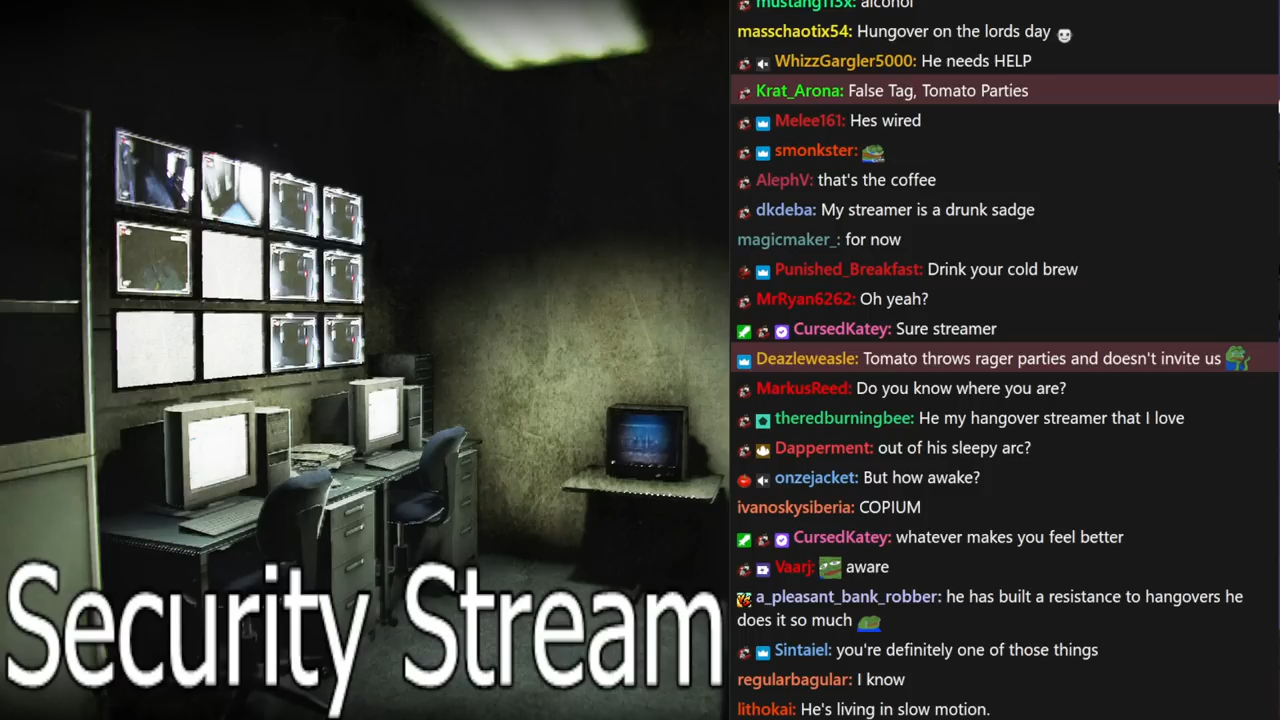 mustang113x: alcohol
masschaotix54: Hungover on the lords day
WhizzGargler5000: He needs HELP
Krat_Arona: False Tag, Tomato Parties
Melee161: Hes wired
smonkster:
AlephV: that's the coffee
dkdeba: My streamer is a drunk sadge
magicmaker_: for now
Punished_Breakfast: Drink your cold brew
MrRyan6262: Oh yeah?
CursedKatey: Sure streamer
Deazleweasle: Tomato throws rager parties and doesn't invite us
MarkusReed: Do you know where you are?
theredburningbee: He my hangover streamer that I love
Dapperment: out of his sleepy arc?
onzejacket: But how awake?
ivanoskysiberia: COPIUM
CursedKatey: whatever makes you feel better
Vaarj: aware
a_pleasant_bank_robber: he has built a resistance to hangovers he
does it so much
Sintaiel: you're definitely one of those things
regularbagular: I know
lithokai: He's living in slow motion.
Security Stream